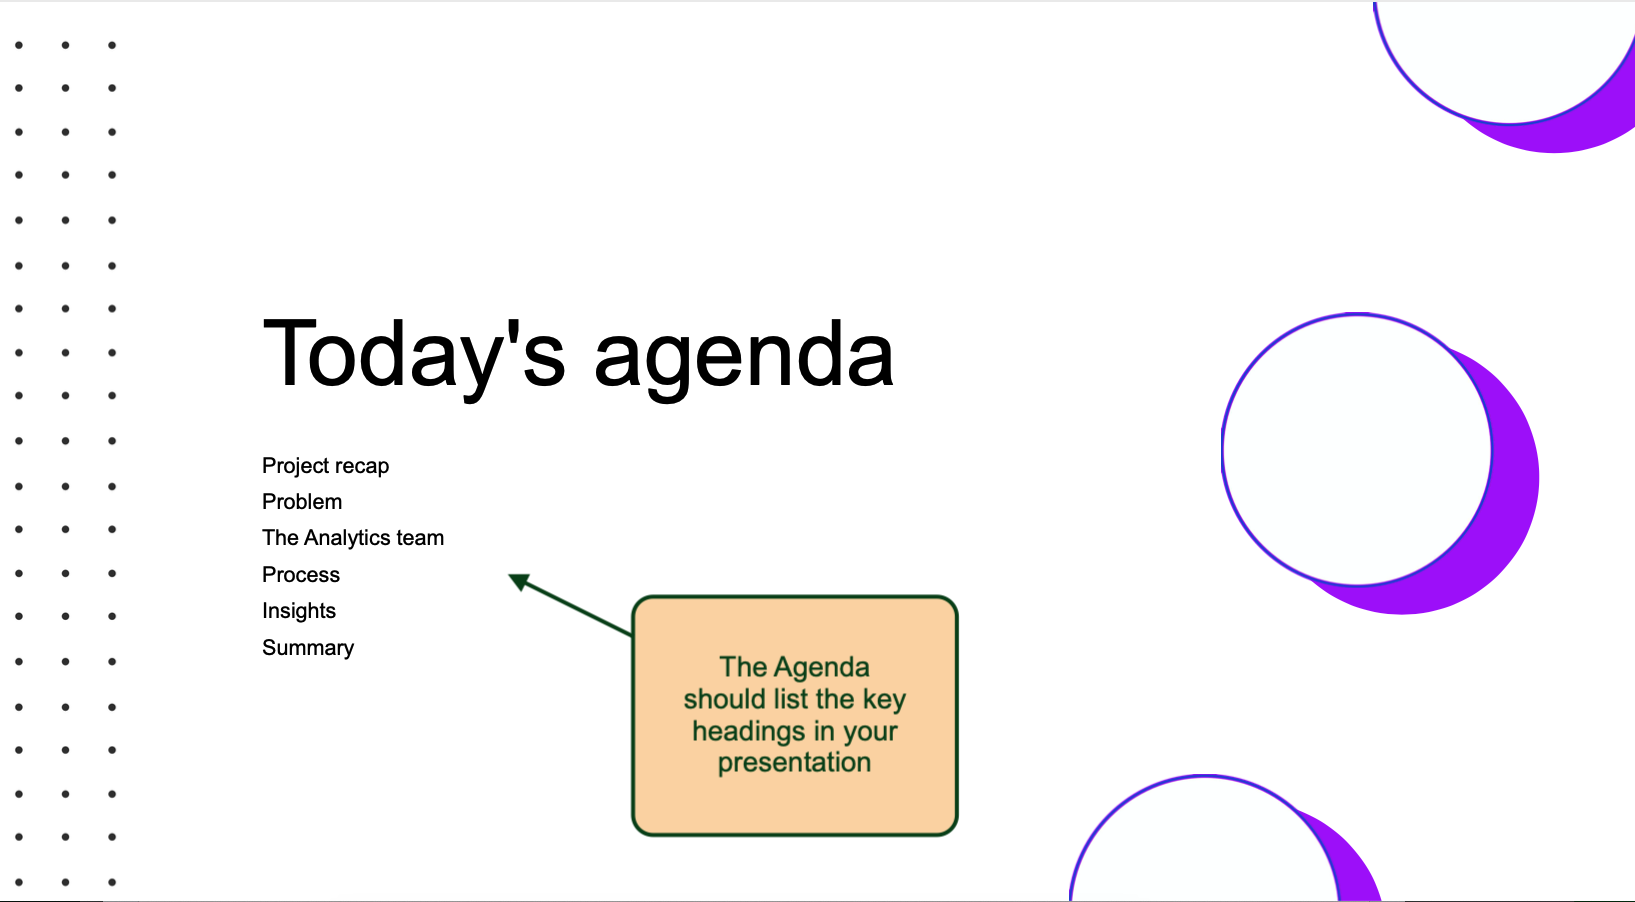 Today's agenda
Project recap
Problem
The Analytics team
Process
Insights
Summary
The Agenda
should list the key
headings in your
presentation